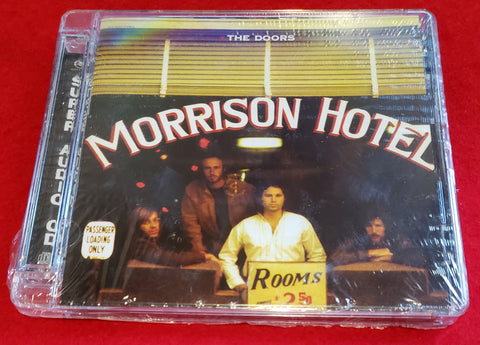 THE DOORS
MORRISON HOTEL
PASSENGER
LOADING
ONLY
ROOMS
$2.50
SUPER AUDIO CD